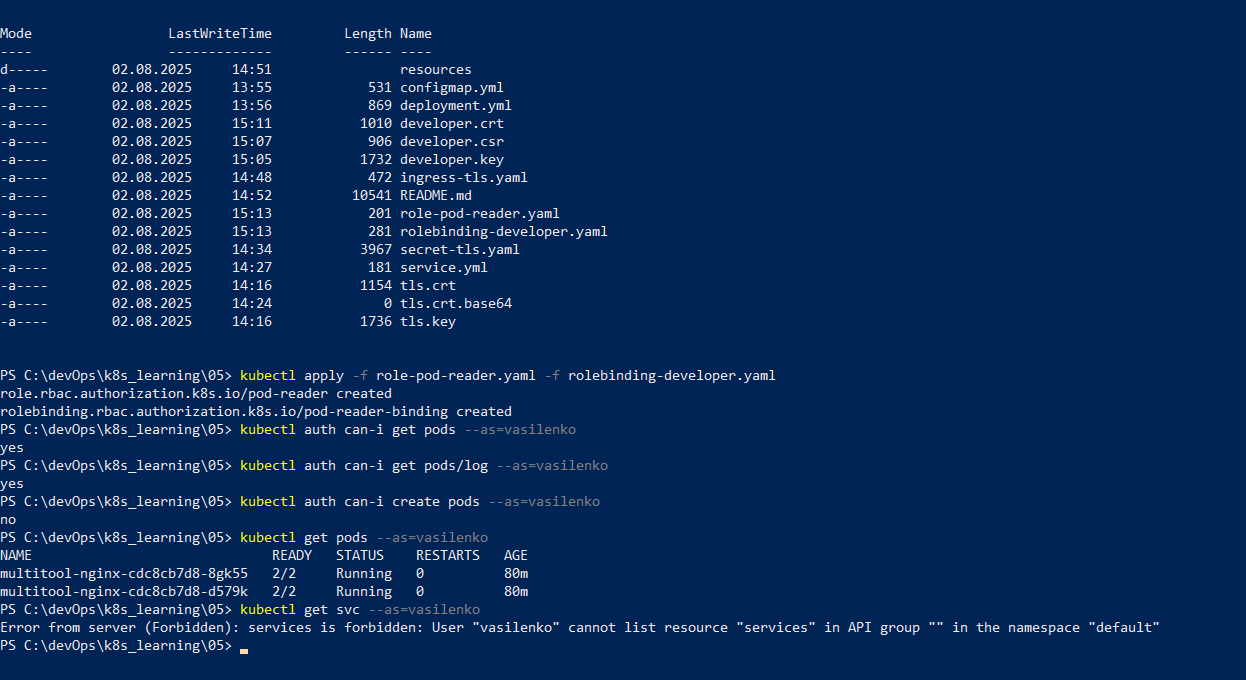 Mode                 LastWriteTime         Length Name
----                 -------------         ------ ----
d-----        02.08.2025     14:51                resources
-a----        02.08.2025     13:55            531 configmap.yml
-a----        02.08.2025     13:56            869 deployment.yml
-a----        02.08.2025     15:11           1010 developer.crt
-a----        02.08.2025     15:07            906 developer.csr
-a----        02.08.2025     15:05           1732 developer.key
-a----        02.08.2025     14:48            472 ingress-tls.yaml
-a----        02.08.2025     14:52          10541 README.md
-a----        02.08.2025     15:13            201 role-pod-reader.yaml
-a----        02.08.2025     15:13            281 rolebinding-developer.yaml
-a----        02.08.2025     14:34           3967 secret-tls.yaml
-a----        02.08.2025     14:27            181 service.yml
-a----        02.08.2025     14:16           1154 tls.crt
-a----        02.08.2025     14:24              0 tls.crt.base64
-a----        02.08.2025     14:16           1736 tls.key
PS C:\devOps\k8s_learning\05> kubectl apply -f role-pod-reader.yaml -f rolebinding-developer.yaml
role.rbac.authorization.k8s.io/pod-reader created
rolebinding.rbac.authorization.k8s.io/pod-reader-binding created
PS C:\devOps\k8s_learning\05> kubectl auth can-i get pods --as=vasilenko
yes
PS C:\devOps\k8s_learning\05> kubectl auth can-i get pods/log --as=vasilenko
yes
PS C:\devOps\k8s_learning\05> kubectl auth can-i create pods --as=vasilenko
no
PS C:\devOps\k8s_learning\05> kubectl get pods --as=vasilenko
NAME                              READY   STATUS    RESTARTS   AGE
multitool-nginx-cdc8cb7d8-8gk55   2/2     Running   0          80m
multitool-nginx-cdc8cb7d8-d579k   2/2     Running   0          80m
PS C:\devOps\k8s_learning\05> kubectl get svc --as=vasilenko
Error from server (Forbidden): services is forbidden: User "vasilenko" cannot list resource "services" in API group "" in the namespace "default"
PS C:\devOps\k8s_learning\05>